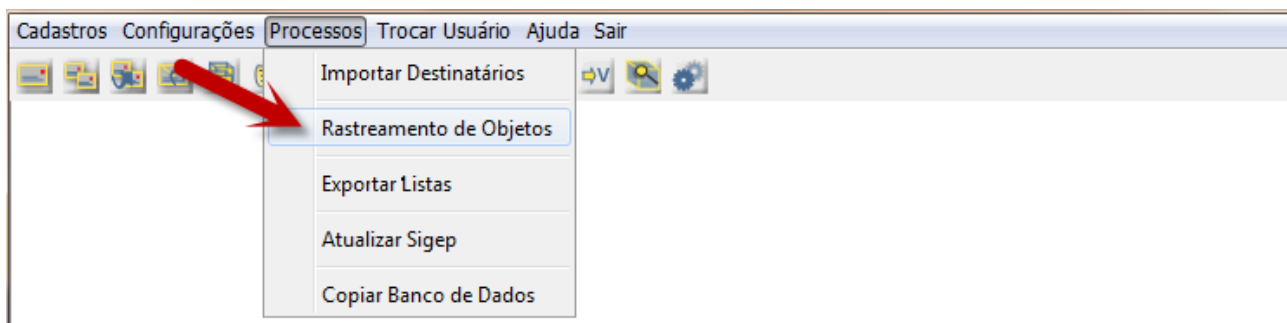 Cadastros Configurações Processos Trocar Usuário Ajuda Sair
Importar Destinatários
V
Rastreamento de Objetos
Exportar Listas
Atualizar Sigep
Copiar Banco de Dados